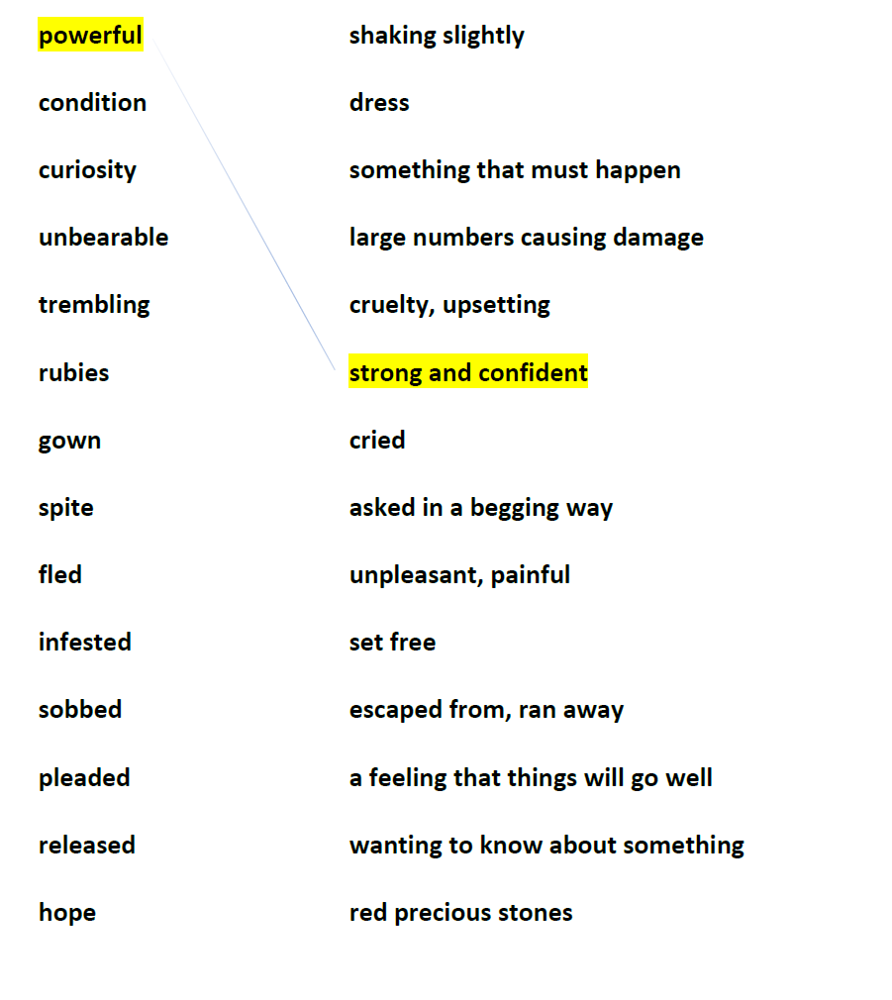 powerful shaking slightly
condition dress
curiosity something that must happen
unbearable large numbers causing damage
trembling cruelty, upsetting
rubies strong and confident
gown cried
spite asked in a begging way
fled unpleasant, painful
infested set free
sobbed escaped from, ran away
pleaded a feeling that things will go well
released wanting to know about something
hope red precious stones